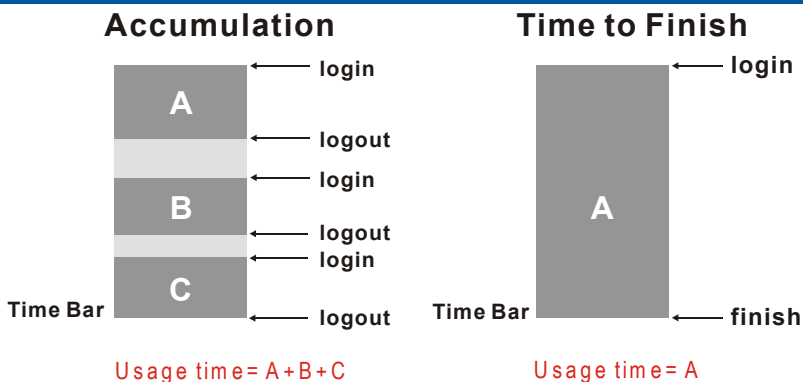 Accumulation
login
A
logout
login
B
logout
login
C
Time Bar
logout
Usage time= A+B+C
Time to Finish
login
A
Time Bar
finish
Usage time= A